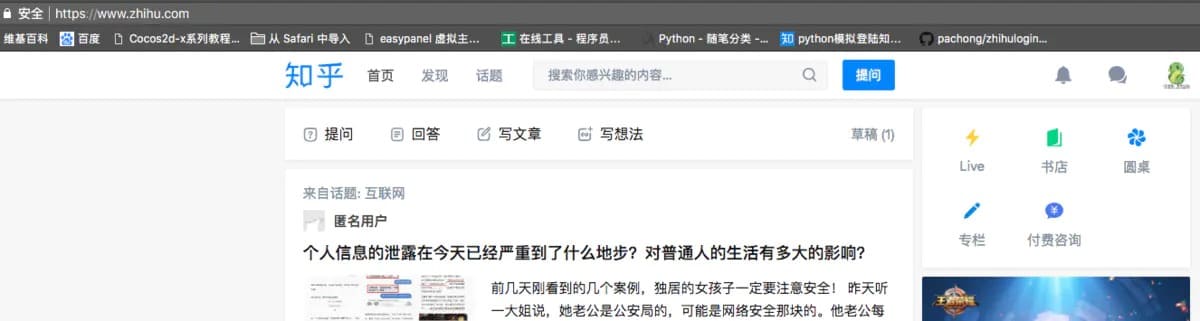 安全 | https://www.zhihu.com
维基百科 百度 Cocos2d-x系列教程... 从 Safari 中导入 easypanel 虚拟主... 工 在线工具 - 程序员... Python - 随笔分类 -... 知 python模拟登陆知... pachong/zhihulogin...
知乎 首页 发现 话题 搜索你感兴趣的内容... 提问
提问 回答 写文章 写想法 草稿 (1)
Live 书店 圆桌
专栏 付费咨询
来自话题: 互联网
匿名用户
个人信息的泄露在今天已经严重到了什么地步？对普通人的生活有多大的影响？
前几天刚看到的几个案例，独居的女孩子一定要注意安全！ 昨天听
一大姐说，她老公是公安局的，可能是网络安全那块的。他老公每
王者荣耀